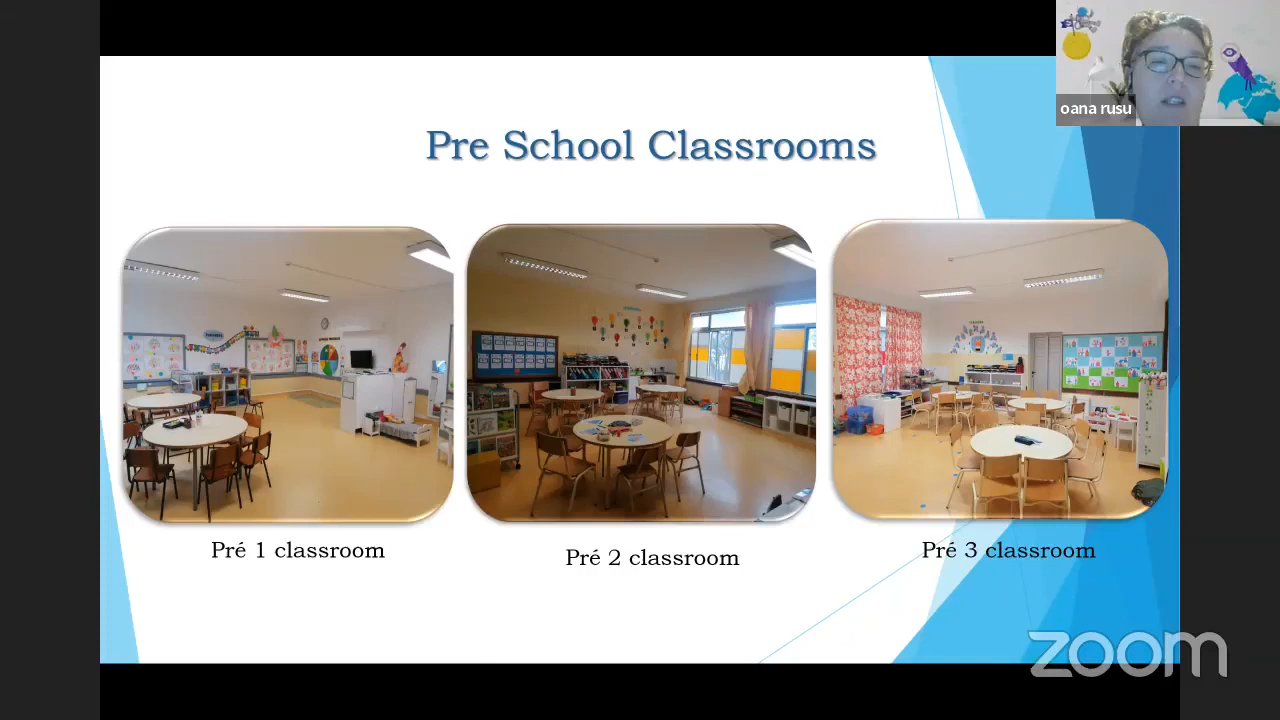 oana rusu
Pre School Classrooms
Pré 1 classroom
Pré 2 classroom
Pré 3 classroom
zoom